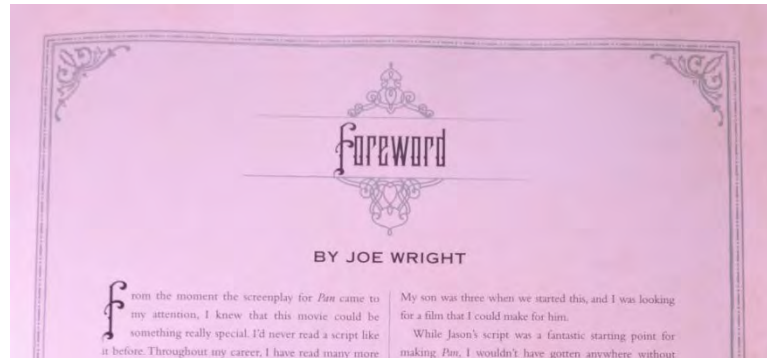 Foreword
BY JOE WRIGHT
From the moment the screenplay for Pan came to
my attention, I knew that this movie could be
something really special. I'd never read a script like
it before. Throughout my career, I have read many more
My son was three when we started this, and I was looking
for a film that I could make for him.
While Jason's script was a fantastic starting point for
making Pan, I wouldn't have gotten anywhere without